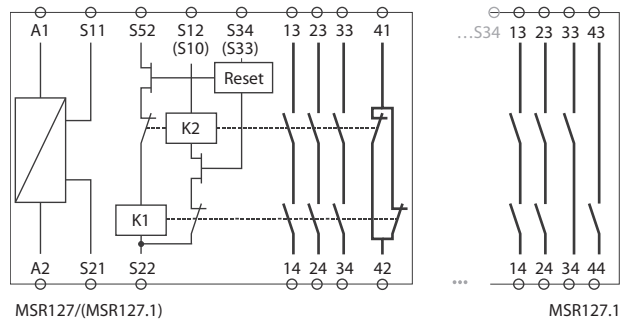 A1 S11 S52 S12 S34 13 23 33 41 …S34 13 23 33 43
(S10) (S33)
Reset
K2
K1
A2 S21 S22 14 24 34 42 ... 14 24 34 44
MSR127/(MSR127.1) MSR127.1